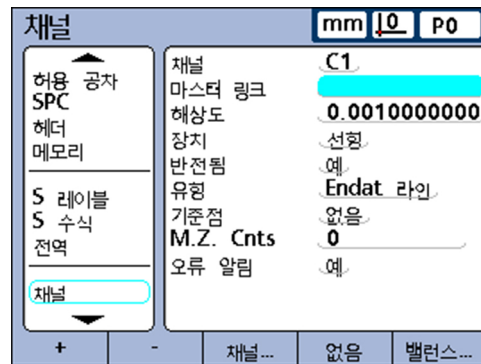 채널
mm 0 P0
허용 공차
SPC
헤더
메모리
S 레이블
S 수식
전역
채널
채널 C1
마스터 링크
해상도 0.0010000000
장치 선형
반전됨 예
유형 Endat 라인
기준점 없음
M.Z. Cnts 0
오류 알림 예
+ - 채널... 없음 밸런스...